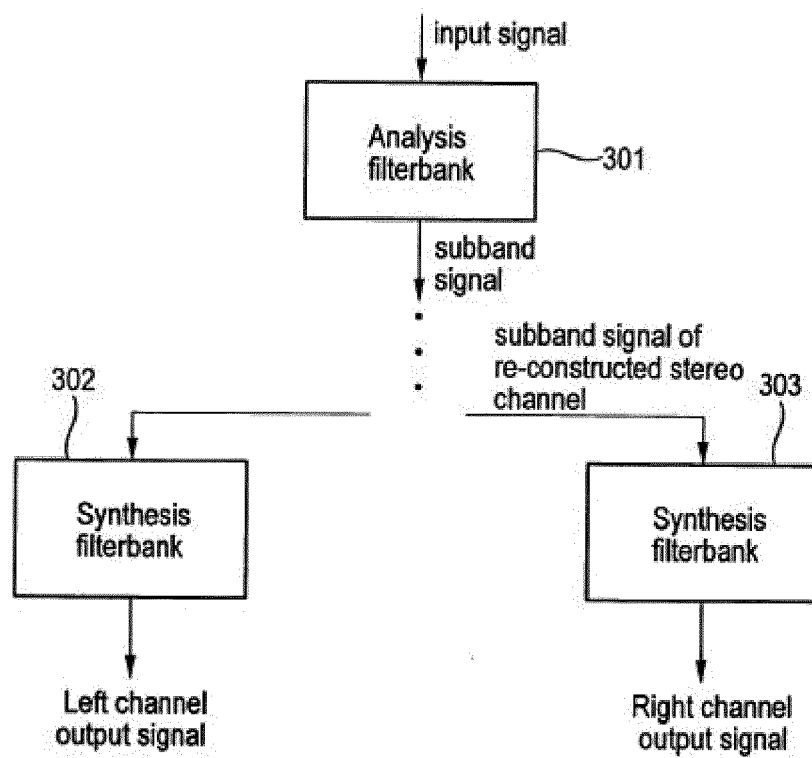 input signal
Analysis
filterbank
301
subband
signal
subband signal of
re-constructed stereo
channel
302
303
Synthesis
filterbank
Synthesis
filterbank
Left channel
output signal
Right channel
output signal